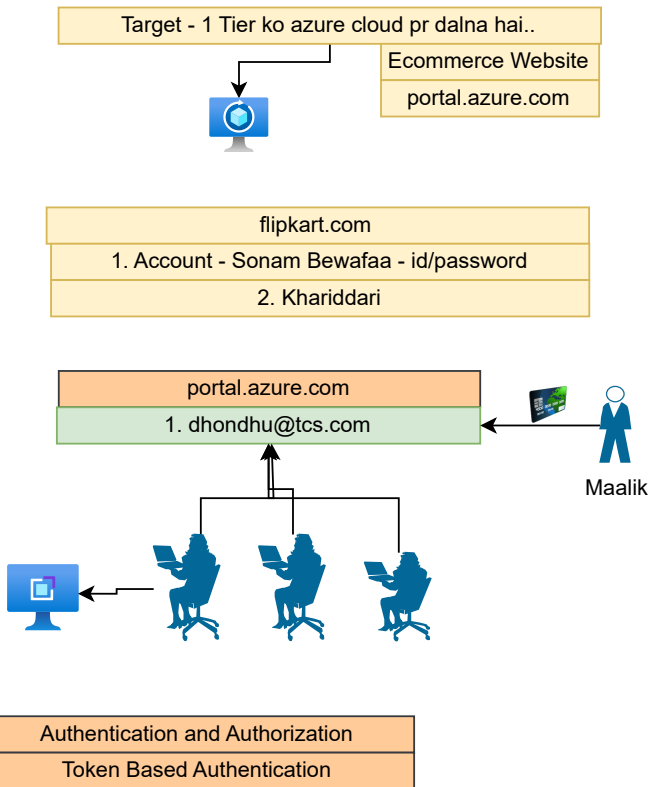 Target - 1 Tier ko azure cloud pr dalna hai..
Ecommerce Website
portal.azure.com
flipkart.com
1. Account - Sonam Bewafaa - id/password
2. Khariddari
portal.azure.com
1. dhondhu@tcs.com
Maalik
Authentication and Authorization
Token Based Authentication